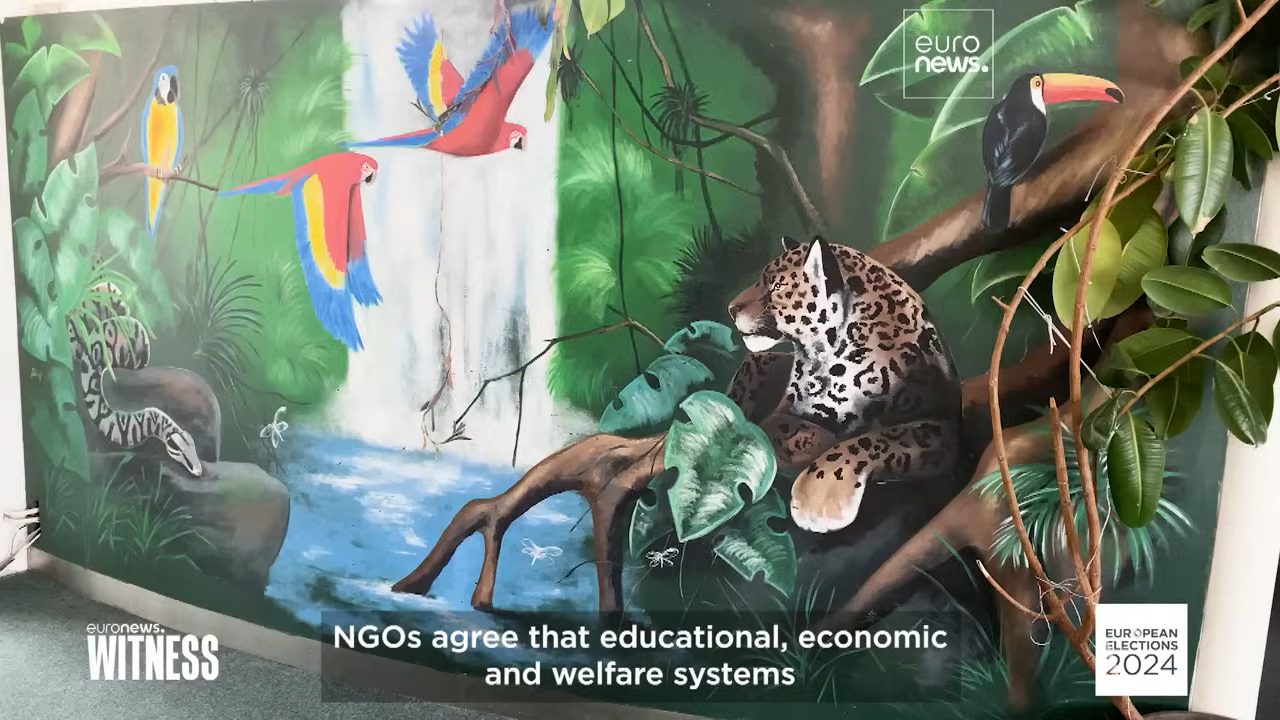 euro
news.
euronews.
WITNESS
NGOs agree that educational, economic
and welfare systems
EUROPEAN
ELECTIONS
2024